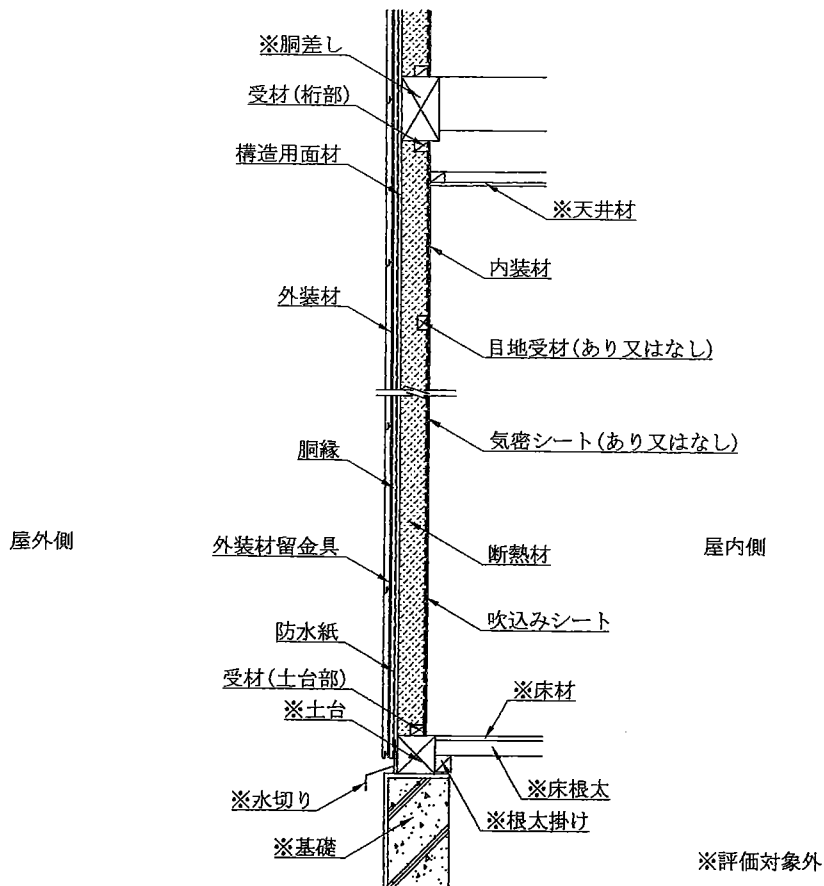 ※胴差し
受材(桁部)
構造用面材
※天井材
内装材
外装材
目地受材(あり又はなし)
気密シート(あり又はなし)
胴縁
屋外側
外装材留金具
断熱材
屋内側
防水紙
吹込みシート
受材(土台部)
※床材
※土台
※床根太
※水切り
※根太掛け
※基礎
※評価対象外